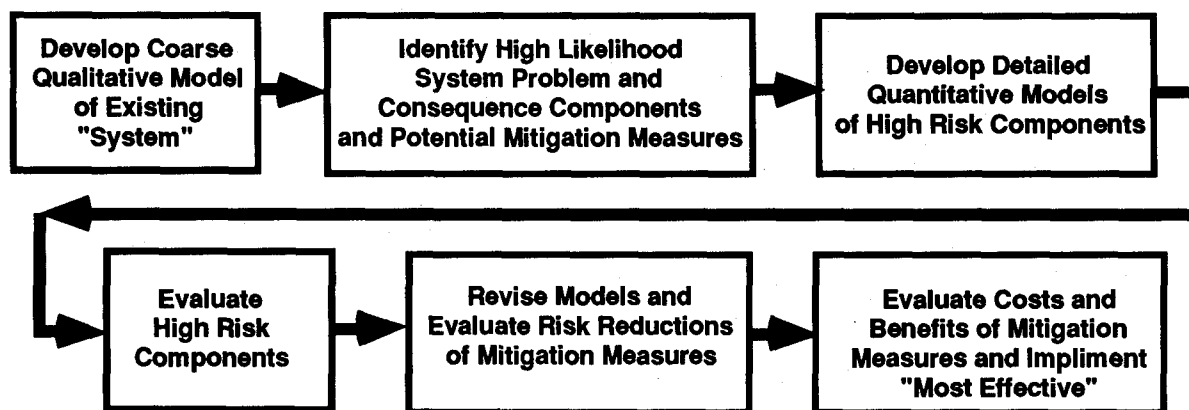 Develop Coarse
Qualitative Model
of Existing
"System"
Identify High Likelihood
System Problem and
Consequence Components
and Potential Mitigation Measures
Develop Detailed
Quantitative Models
of High Risk Components
Evaluate
High Risk
Components
Revise Models and
Evaluate Risk Reductions
of Mitigation Measures
Evaluate Costs and
Benefits of Mitigation
Measures and Impliment
"Most Effective"